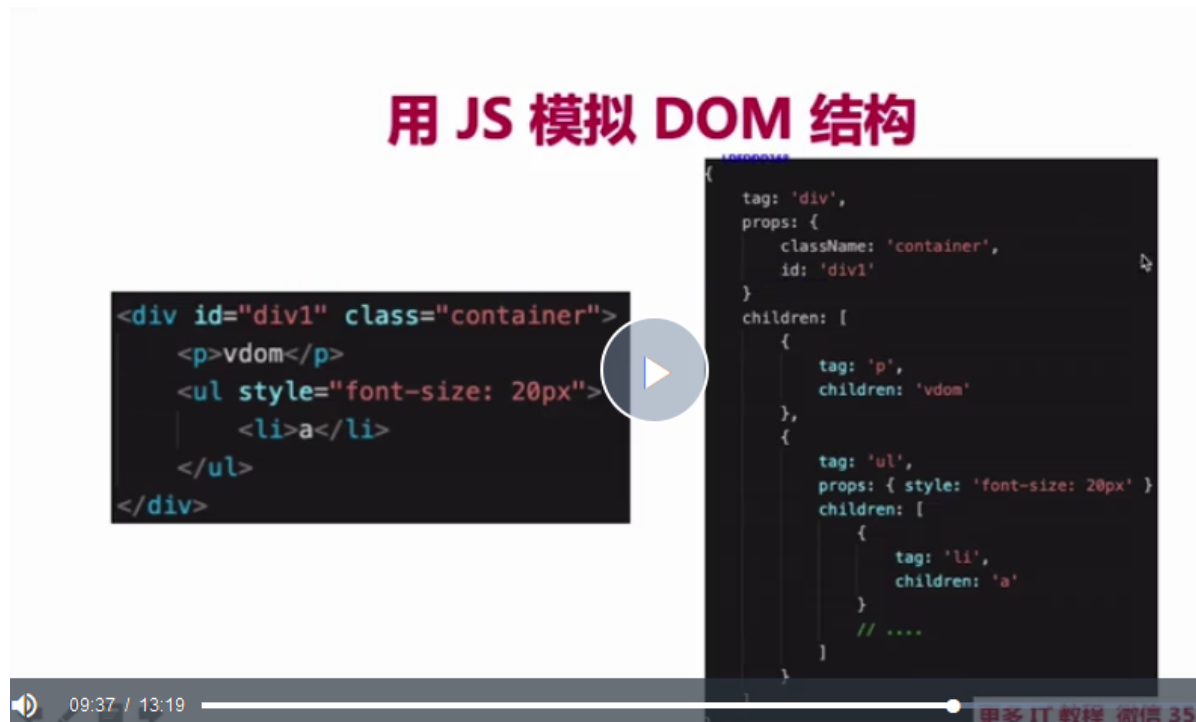 用 JS 模拟 DOM 结构
<div id="div1" class="container">
<p>vdom</p>
<ul style="font-size: 20px">
<li>a</li>
</ul>
</div>
{
tag: 'div',
props: {
className: 'container',
id: 'div1'
}
children: [
{
tag: 'p',
children: 'vdom'
},
{
tag: 'ul',
props: { style: 'font-size: 20px' }
children: [
{
tag: 'li',
children: 'a'
}
// ....
]
}
]
09:37 / 13:19